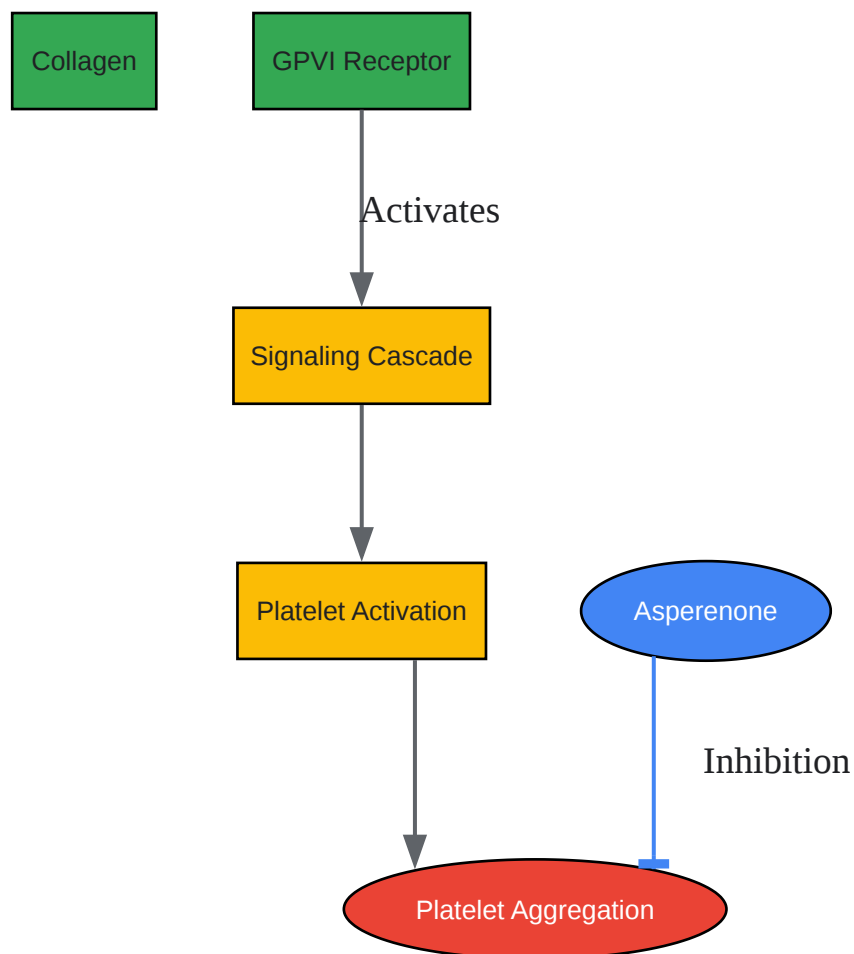 Collagen
GPVI Receptor
Activates
Signaling Cascade
Platelet Activation
Asperenone
Inhibition
Platelet Aggregation